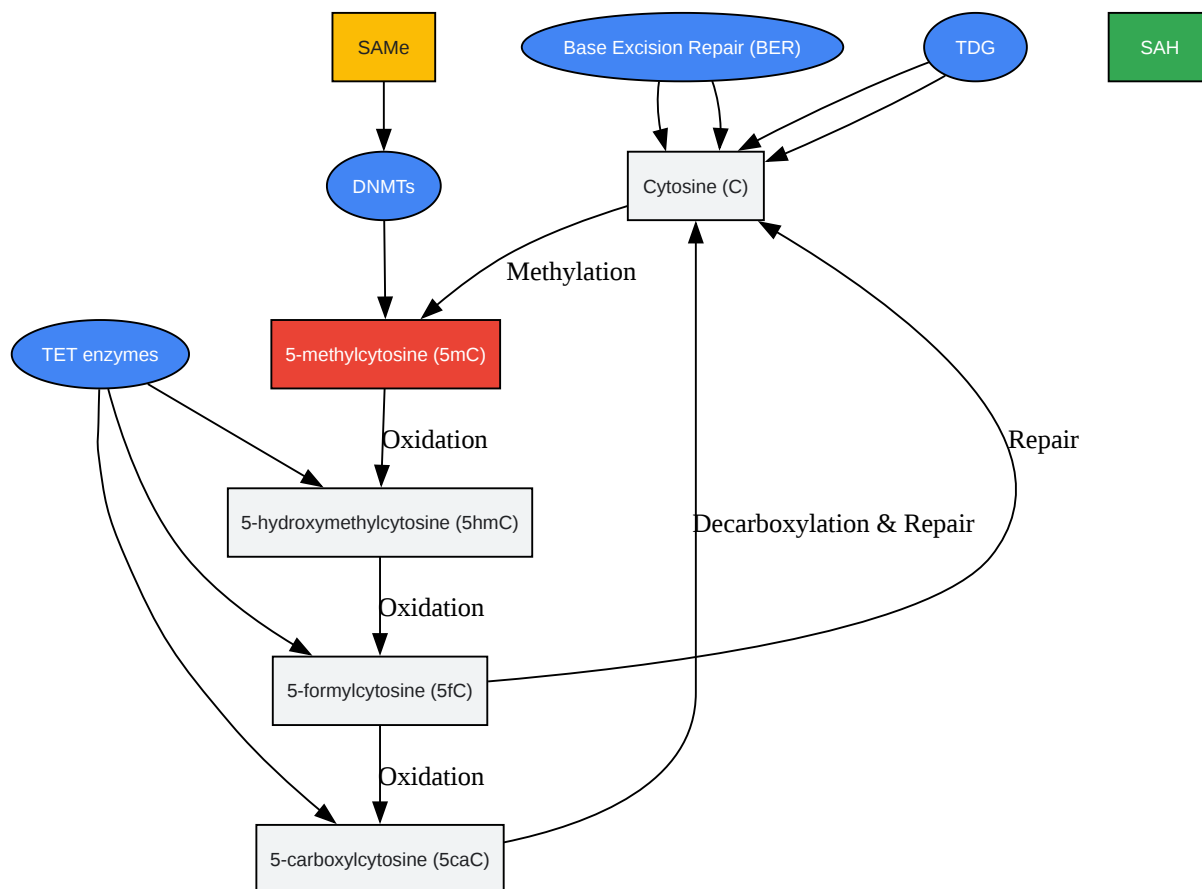 SAMe
Base Excision Repair (BER)
TDG
SAH
DNMTs
Cytosine (C)
Methylation
TET enzymes
5-methylcytosine (5mC)
Oxidation
Repair
5-hydroxymethylcytosine (5hmC)
Decarboxylation & Repair
Oxidation
5-formylcytosine (5fC)
Oxidation
5-carboxylcytosine (5caC)